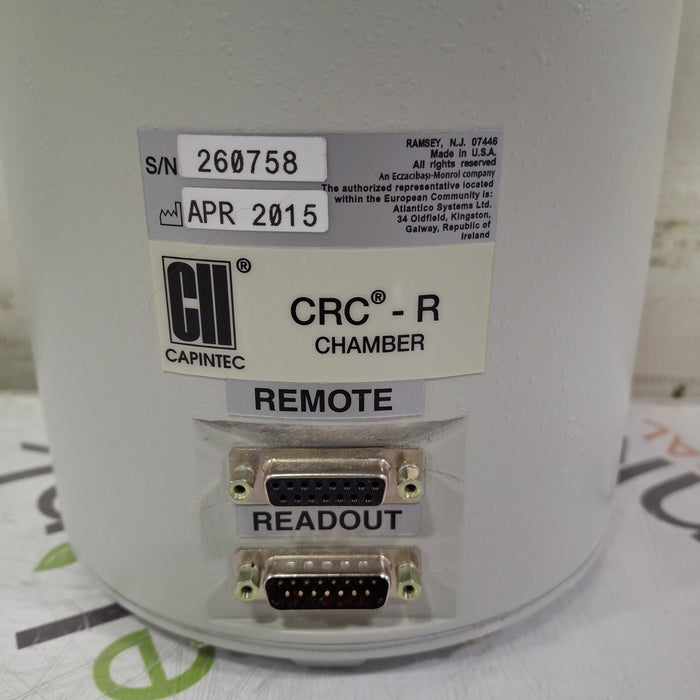 S/N 260758
APR 2015
RAMSEY, N.J. 07446
Made in U.S.A.
All rights reserved
An Eczacıbaşı-Monrol company
The authorized representative located
within the European Community is:
Atlantico Systems Ltd.
34 Oldfield, Kingston,
Galway, Republic of
Ireland
CII®
CAPINTEC
CRC® - R
CHAMBER
REMOTE
READOUT